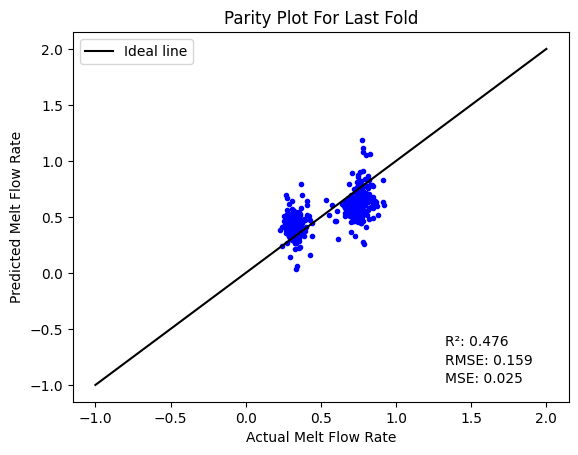 Parity Plot For Last Fold
Ideal line
Predicted Melt Flow Rate
2.0
1.5
1.0
0.5
0.0
−0.5
−1.0
R²: 0.476
RMSE: 0.159
MSE: 0.025
−1.0 −0.5 0.0 0.5 1.0 1.5 2.0
Actual Melt Flow Rate